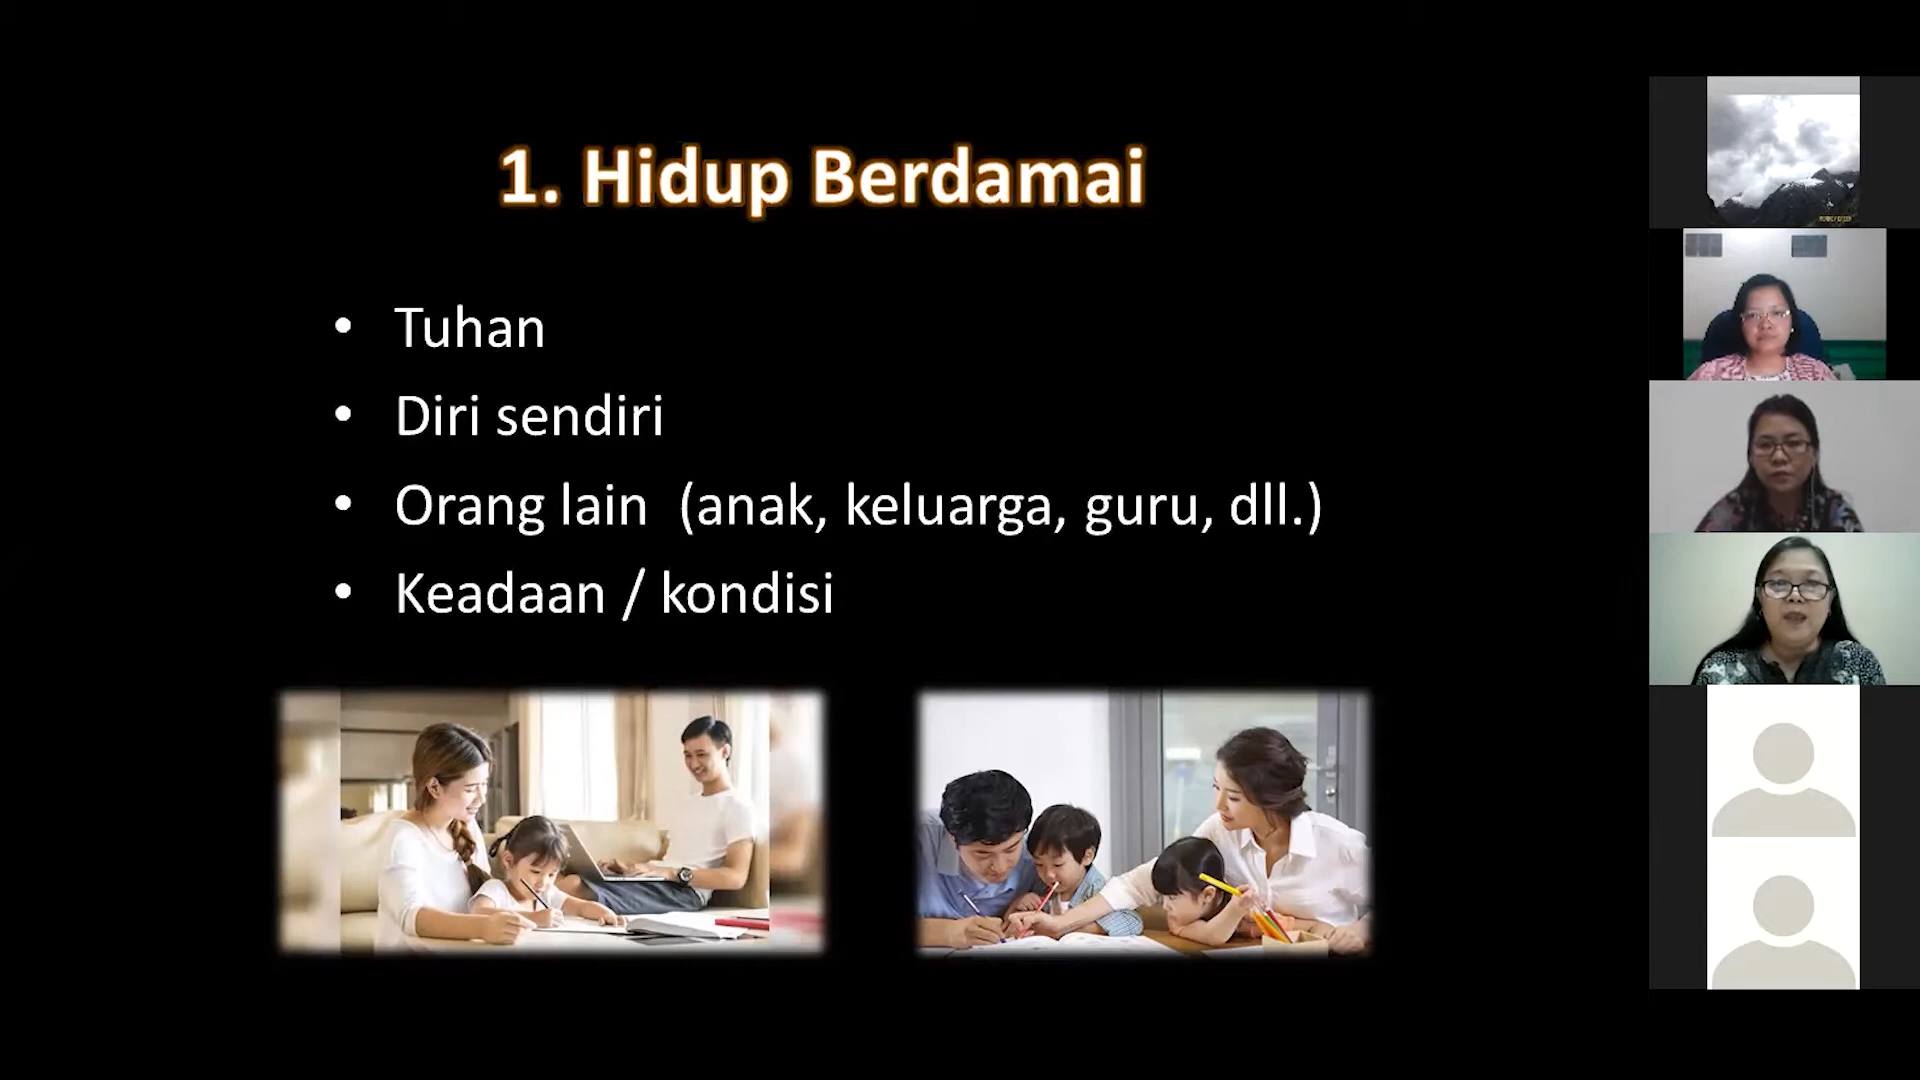 1. Hidup Berdamai
• Tuhan
• Diri sendiri
• Orang lain (anak, keluarga, guru, dll.)
• Keadaan / kondisi